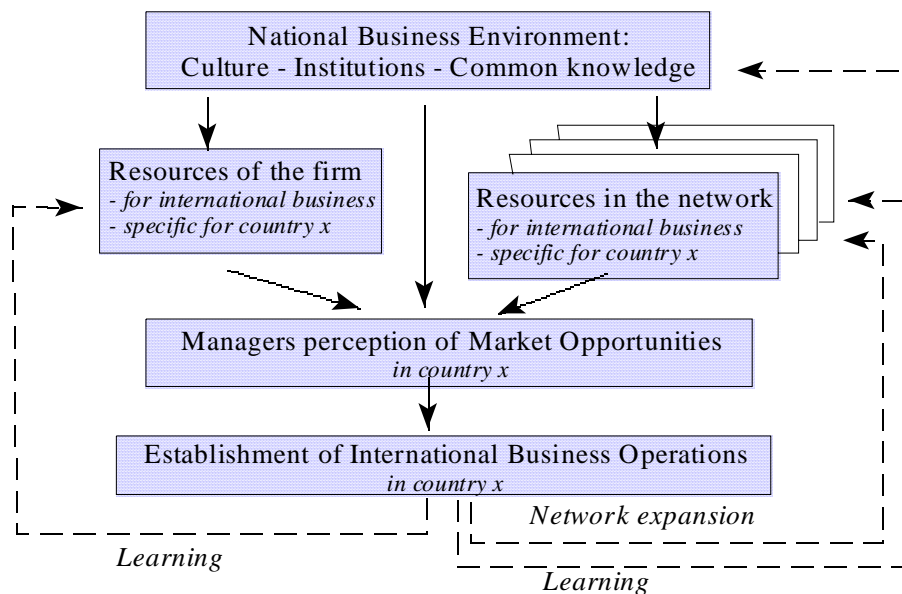 National Business Environment:
Culture - Institutions - Common knowledge
Resources of the firm
- for international business
- specific for country x
Resources in the network
- for international business
- specific for country x
Managers perception of Market Opportunities
in country x
Establishment of International Business Operations
in country x
Network expansion
Learning
Learning